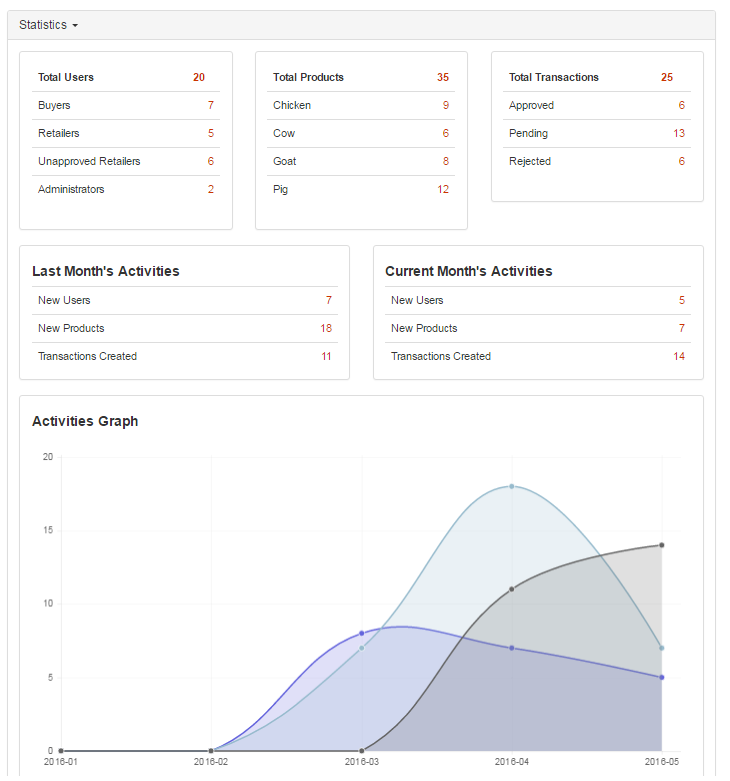 Statistics
Total Users 20
Buyers 7
Retailers 5
Unapproved Retailers 6
Administrators 2
Total Products 35
Chicken 9
Cow 6
Goat 8
Pig 12
Total Transactions 25
Approved 6
Pending 13
Rejected 6
Last Month's Activities
New Users 7
New Products 18
Transactions Created 11
Current Month's Activities
New Users 5
New Products 7
Transactions Created 14
Activities Graph
20
15
10
5
0
2016-01 2016-02 2016-03 2016-04 2016-05